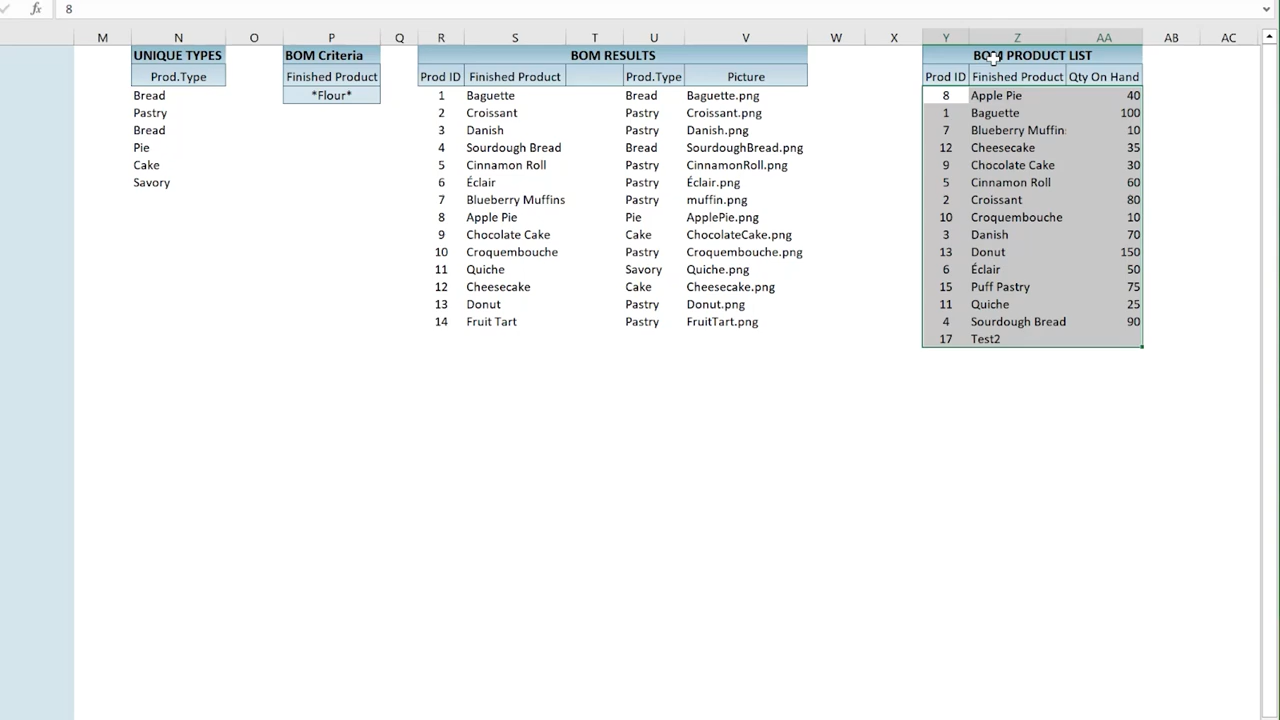 fx 8
M N O P Q R S T U V W X Y Z AA AB AC
UNIQUE TYPES BOM Criteria BOM RESULTS BOM PRODUCT LIST
Prod.Type Finished Product Prod ID Finished Product Prod.Type Picture Prod ID Finished Product Qty On Hand
Bread *Flour* 1 Baguette Bread Baguette.png 8 Apple Pie 40
Pastry 2 Croissant Pastry Croissant.png 1 Baguette 100
Bread 3 Danish Pastry Danish.png 7 Blueberry Muffin 10
Pie 4 Sourdough Bread Bread SourdoughBread.png 12 Cheesecake 35
Cake 5 Cinnamon Roll Pastry CinnamonRoll.png 9 Chocolate Cake 30
Savory 6 Éclair Pastry Éclair.png 5 Cinnamon Roll 60
7 Blueberry Muffins Pastry muffin.png 2 Croissant 80
8 Apple Pie Pie ApplePie.png 10 Croquembouche 10
9 Chocolate Cake Cake ChocolateCake.png 3 Danish 70
10 Croquembouche Pastry Croquembouche.png 13 Donut 150
11 Quiche Savory Quiche.png 6 Éclair 50
12 Cheesecake Cake Cheesecake.png 15 Puff Pastry 75
13 Donut Pastry Donut.png 11 Quiche 25
14 Fruit Tart Pastry FruitTart.png 4 Sourdough Bread 90
17 Test2